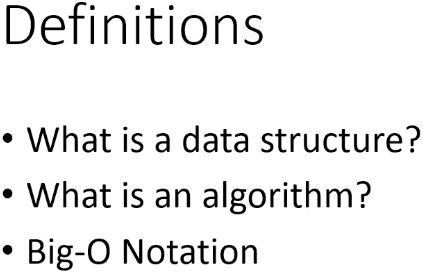 Definitions
• What is a data structure?
• What is an algorithm?
• Big-O Notation